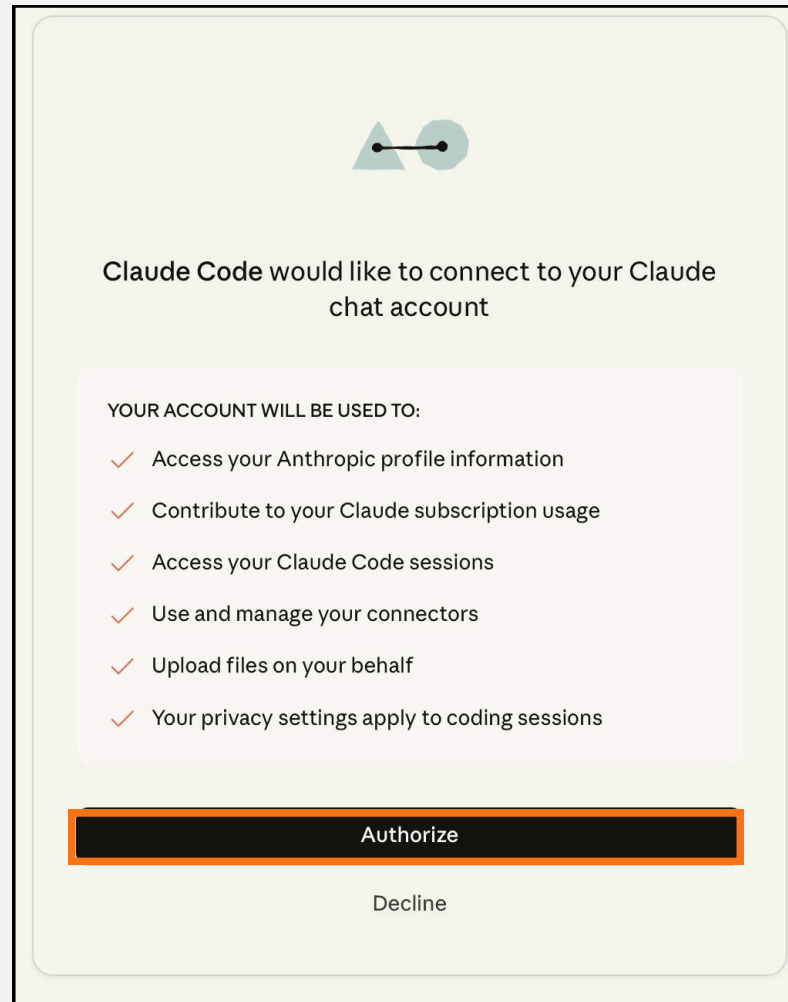 Claude Code would like to connect to your Claude
chat account
YOUR ACCOUNT WILL BE USED TO:
Access your Anthropic profile information
Contribute to your Claude subscription usage
Access your Claude Code sessions
Use and manage your connectors
Upload files on your behalf
Your privacy settings apply to coding sessions
Authorize
Decline